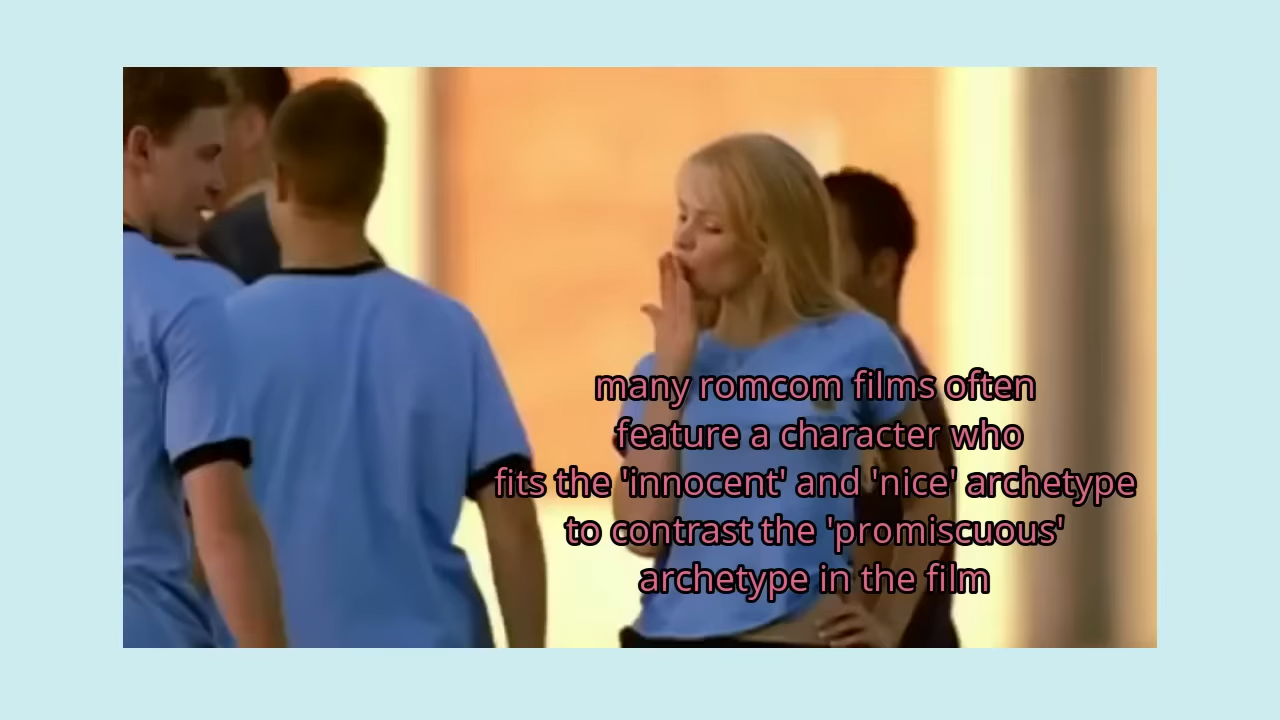 many romcom films often
feature a character who
fits the 'innocent' and 'nice' archetype
to contrast the 'promiscuous'
archetype in the film